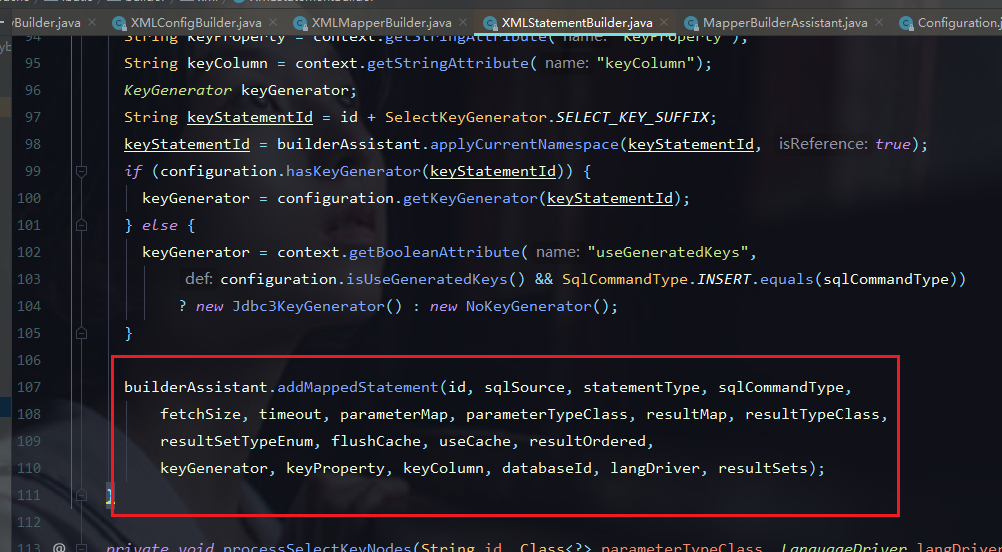 Builder.java XMLConfigBuilder.java XMLMapperBuilder.java XMLStatementBuilder.java MapperBuilderAssistant.java Configuration.j
94 String keyProperty = context.getStringAttribute( name: "keyProperty");
95 String keyColumn = context.getStringAttribute( name: "keyColumn");
96 KeyGenerator keyGenerator;
97 String keyStatementId = id + SelectKeyGenerator.SELECT_KEY_SUFFIX;
98 keyStatementId = builderAssistant.applyCurrentNamespace(keyStatementId, isReference: true);
99 if (configuration.hasKeyGenerator(keyStatementId)) {
100 keyGenerator = configuration.getKeyGenerator(keyStatementId);
101 } else {
102 keyGenerator = context.getBooleanAttribute( name: "useGeneratedKeys",
103 def: configuration.isUseGeneratedKeys() && SqlCommandType.INSERT.equals(sqlCommandType))
104 ? new Jdbc3KeyGenerator() : new NoKeyGenerator();
105 }
106
107 builderAssistant.addMappedStatement(id, sqlSource, statementType, sqlCommandType,
108 fetchSize, timeout, parameterMap, parameterTypeClass, resultMap, resultTypeClass,
109 resultSetTypeEnum, flushCache, useCache, resultOrdered,
110 keyGenerator, keyProperty, keyColumn, databaseId, langDriver, resultSets);
111 }
112
113 @ private void processSelectKeyNodes(String id, Class<?> parameterTypeClass, LanguageDriver langDriver